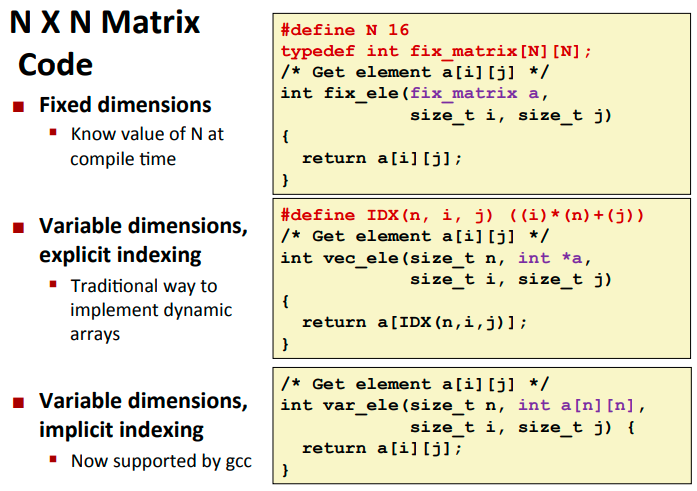 N X N Matrix
Code
■ Fixed dimensions
▪ Know value of N at
compile time
#define N 16
typedef int fix_matrix[N][N];
/* Get element a[i][j] */
int fix_ele(fix_matrix a,
            size_t i, size_t j)
{
  return a[i][j];
}
■ Variable dimensions,
explicit indexing
▪ Traditional way to
implement dynamic
arrays
#define IDX(n, i, j) ((i)*(n)+(j))
/* Get element a[i][j] */
int vec_ele(size_t n, int *a,
            size_t i, size_t j)
{
  return a[IDX(n,i,j)];
}
■ Variable dimensions,
implicit indexing
▪ Now supported by gcc
/* Get element a[i][j] */
int var_ele(size_t n, int a[n][n],
            size_t i, size_t j) {
  return a[i][j];
}